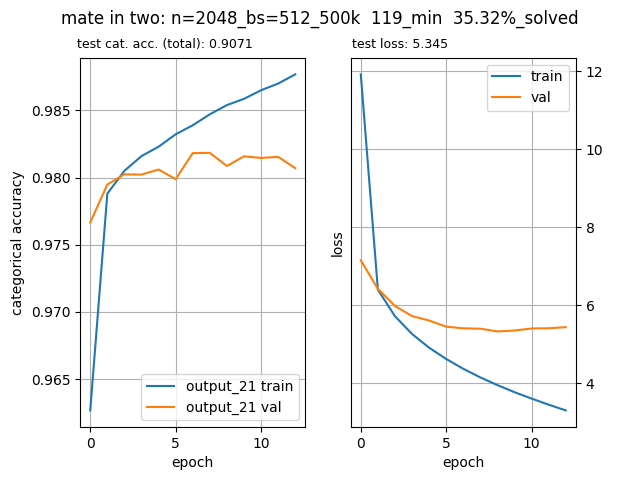 mate in two: n=2048_bs=512_500k  119_min  35.32%_solved
test cat. acc. (total): 0.9071
categorical accuracy
0.985
0.980
0.975
0.970
0.965
output_21 train
output_21 val
0
5
10
epoch
test loss: 5.345
loss
train
val
12
10
8
6
4
0
5
10
epoch